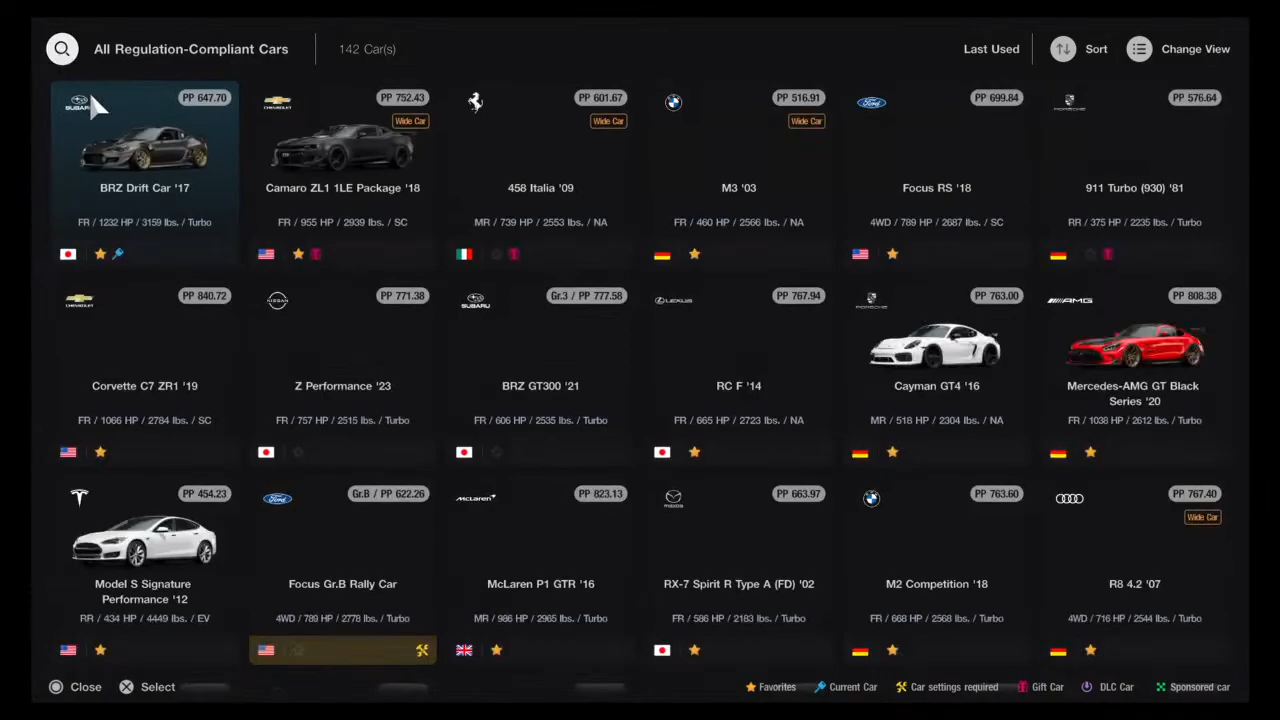 All Regulation-Compliant Cars
142 Car(s)
Last Used
Sort
Change View
SUBARU
PP 647.70
BRZ Drift Car '17
FR / 1232 HP / 3159 lbs. / Turbo
CHEVROLET
PP 752.43
Wide Car
Camaro ZL1 1LE Package '18
FR / 955 HP / 2939 lbs. / SC
PP 601.67
Wide Car
458 Italia '09
MR / 739 HP / 2553 lbs. / NA
PP 516.91
Wide Car
M3 '03
FR / 460 HP / 2566 lbs. / NA
Ford
PP 699.84
Focus RS '18
4WD / 789 HP / 2687 lbs. / SC
PORSCHE
PP 576.64
911 Turbo (930) '81
RR / 375 HP / 2235 lbs. / Turbo
CHEVROLET
PP 840.72
Corvette C7 ZR1 '19
FR / 1066 HP / 2784 lbs. / SC
NISSAN
PP 771.38
Z Performance '23
FR / 757 HP / 2515 lbs. / Turbo
SUBARU
Gr.3 / PP 777.58
BRZ GT300 '21
FR / 606 HP / 2535 lbs. / Turbo
LEXUS
PP 767.94
RC F '14
FR / 665 HP / 2723 lbs. / NA
PORSCHE
PP 763.00
Cayman GT4 '16
MR / 518 HP / 2304 lbs. / NA
AMG
PP 808.38
Mercedes-AMG GT Black
Series '20
FR / 1038 HP / 2612 lbs. / Turbo
PP 454.23
Model S Signature
Performance '12
RR / 434 HP / 4449 lbs. / EV
Ford
Gr.B / PP 622.26
Focus Gr.B Rally Car
4WD / 789 HP / 2778 lbs. / Turbo
McLaren
PP 823.13
McLaren P1 GTR '16
MR / 986 HP / 2965 lbs. / Turbo
mazda
PP 663.97
RX-7 Spirit R Type A (FD) '02
FR / 586 HP / 2183 lbs. / Turbo
PP 763.60
M2 Competition '18
FR / 668 HP / 2568 lbs. / Turbo
PP 767.40
Wide Car
R8 4.2 '07
4WD / 716 HP / 2544 lbs. / Turbo
Close
Select
Favorites
Current Car
Car settings required
Gift Car
DLC Car
Sponsored car